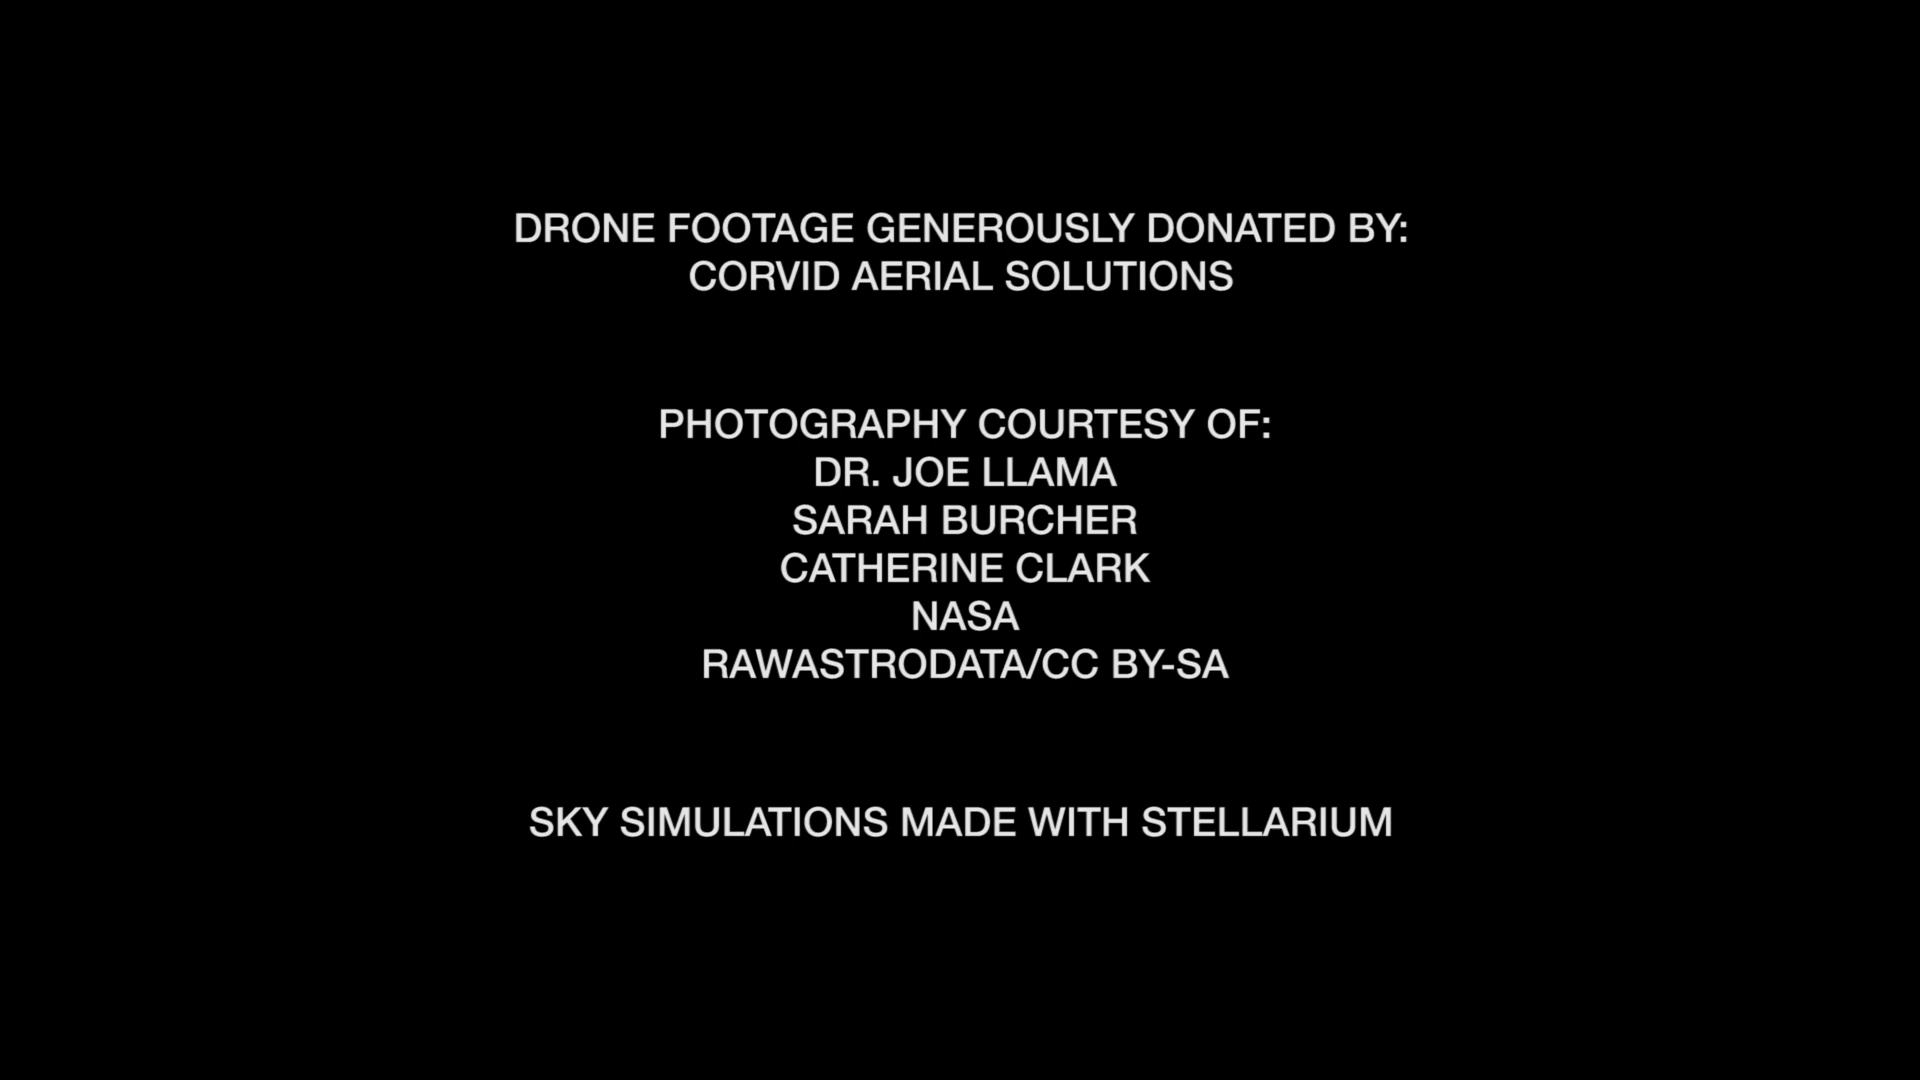 DRONE FOOTAGE GENEROUSLY DONATED BY:
CORVID AERIAL SOLUTIONS
PHOTOGRAPHY COURTESY OF:
DR. JOE LLAMA
SARAH BURCHER
CATHERINE CLARK
NASA
RAWASTRODATA/CC BY-SA
SKY SIMULATIONS MADE WITH STELLARIUM